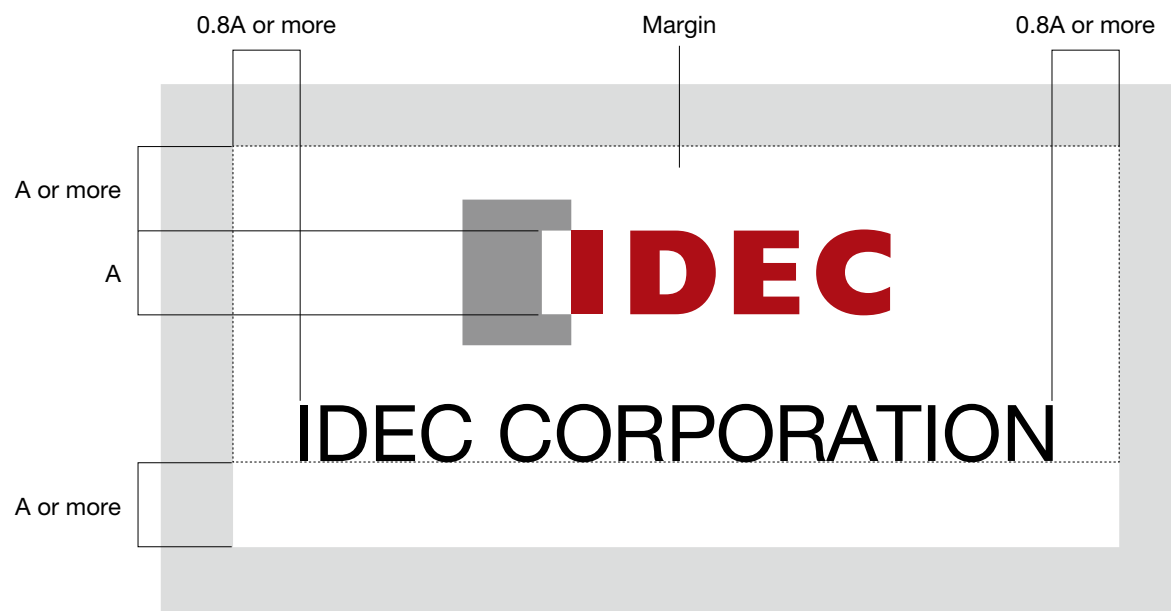 0.8A or more
Margin
0.8A or more
A or more
A
IDEC
IDEC CORPORATION
A or more